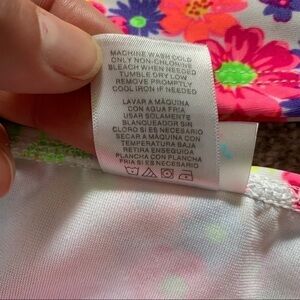 MACHINE WASH COLD
ONLY NON-CHLORINE
BLEACH WHEN NEEDED
TUMBLE DRY LOW
REMOVE PROMPTLY
COOL IRON IF NEEDED
LAVAR A MÁQUINA
CON AGUA FRIA
USAR SOLAMENTE
BLANQUEADOR SIN
CLORO SI ES NECESARIO
SECAR A MÁQUINA CON
TEMPERATURA BAJA
RETIRA ENSEGUIDA
PLANCHA CON PLANCHA
FRIA SI ES NECESARIO